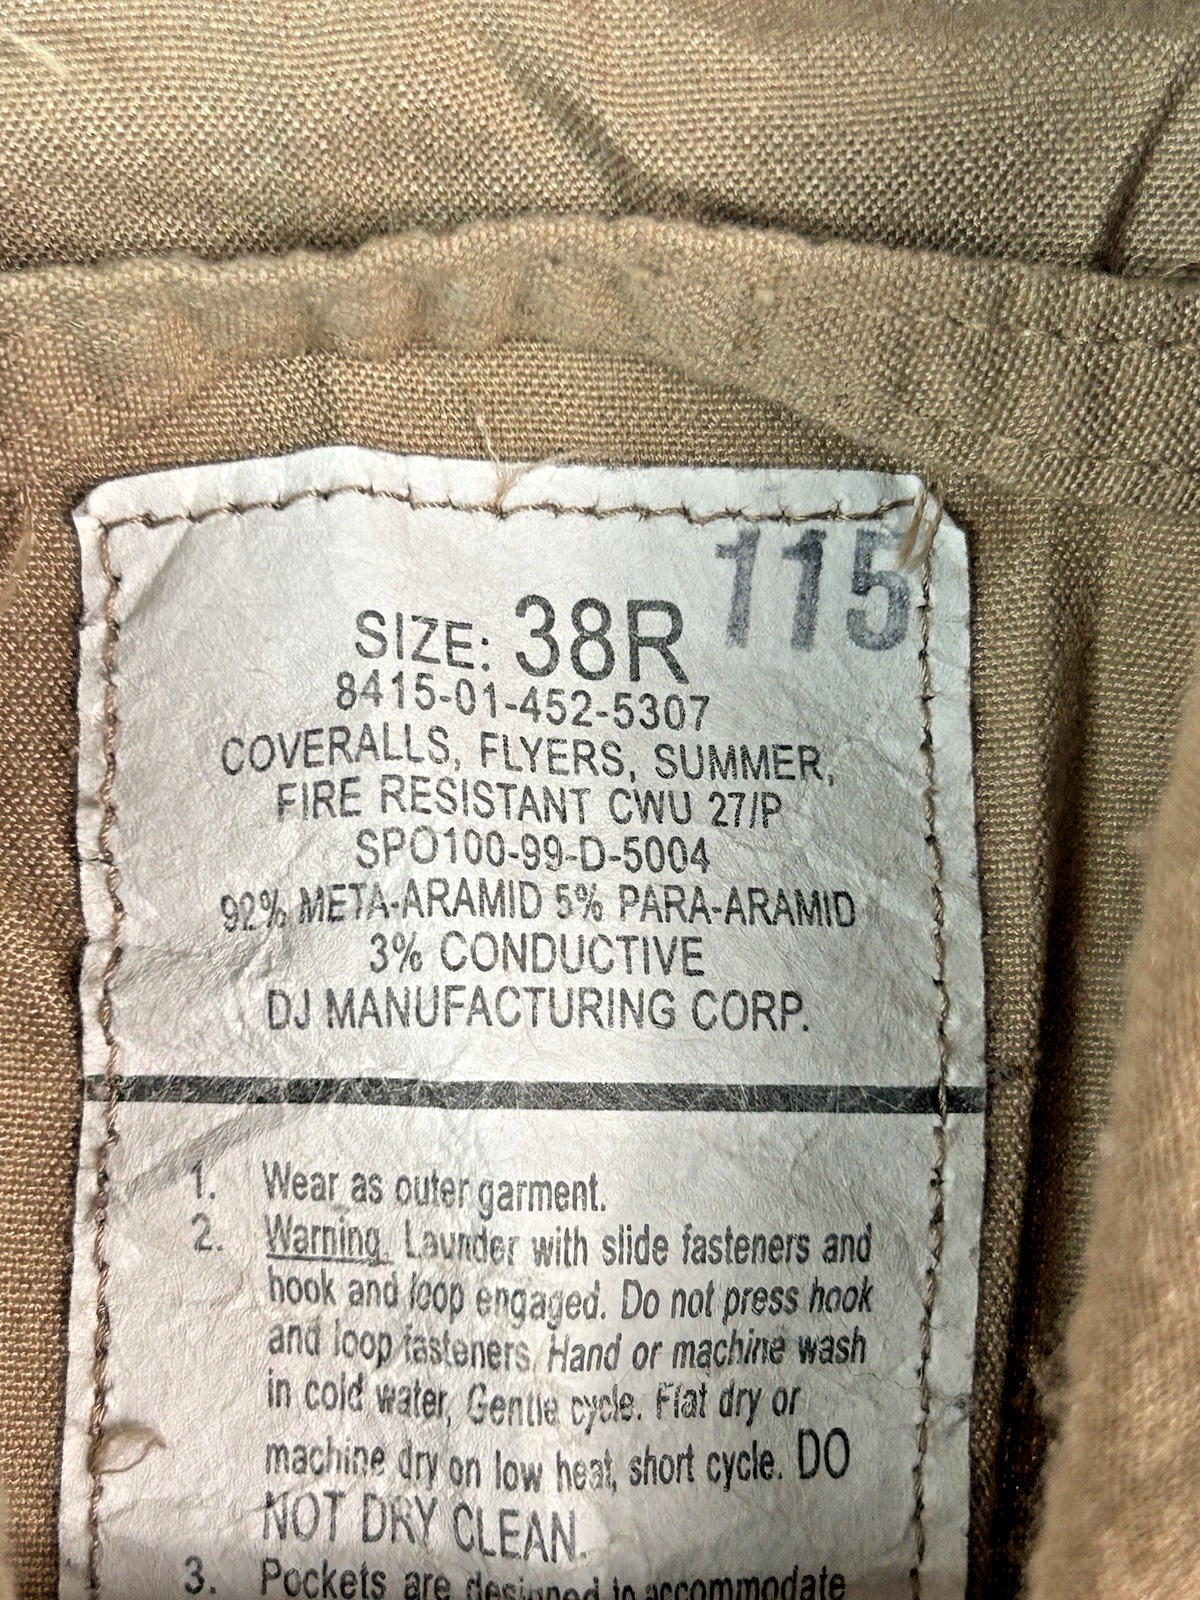 115
SIZE: 38R
8415-01-452-5307
COVERALLS, FLYERS, SUMMER,
FIRE RESISTANT CWU 27/P
SPO100-99-D-5004
92% META-ARAMID 5% PARA-ARAMID
3% CONDUCTIVE
DJ MANUFACTURING CORP.
1. Wear as outer garment.
2. Warning. Launder with slide fasteners and
hook and loop engaged. Do not press hook
and loop fasteners. Hand or machine wash
in cold water, Gentle cycle. Flat dry or
machine dry on low heat, short cycle. DO
NOT DRY CLEAN.
3. Pockets are designed to accommodate